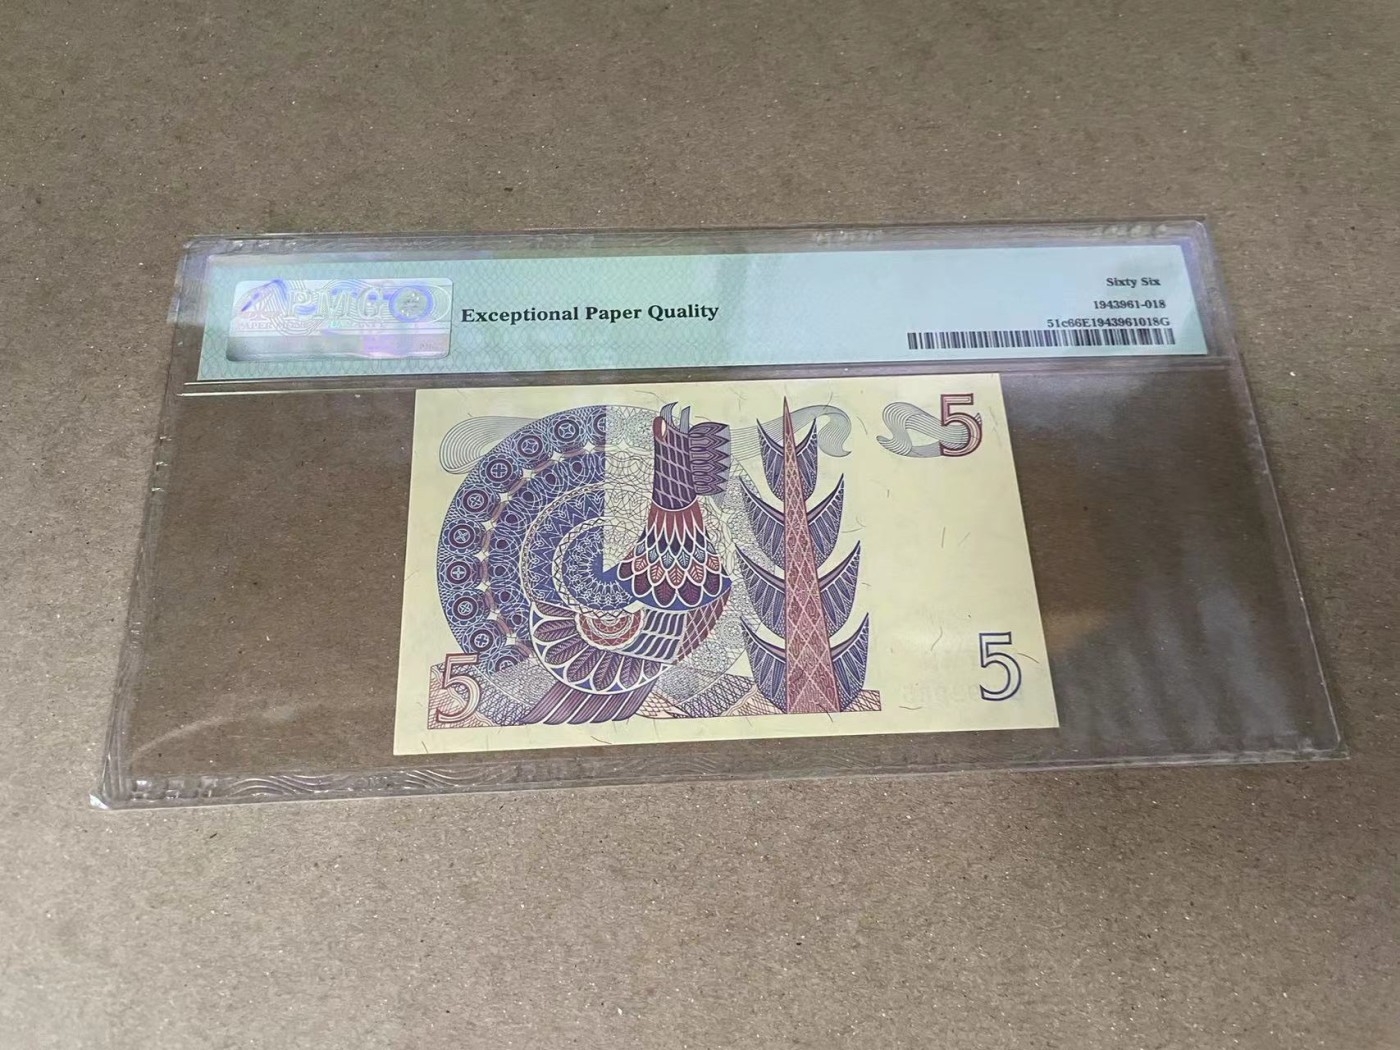 PMG
Exceptional Paper Quality
Sixty Six
1943961-018
51c66E1943961018G
5
5
5